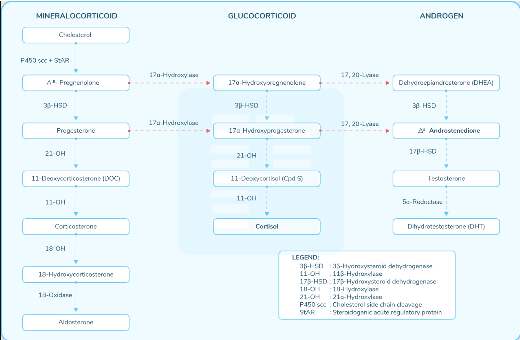 MINERALOCORTICOID
GLUCOCORTICOID
ANDROGEN
Cholesterol
P450 scc + StAR
Pregnenolone
17α-Hydroxylase
17α-Hydroxypregnenolone
17, 20-Lyase
Dehydroepiandrosterone (DHEA)
3β-HSD
3β-HSD
3β-HSD
Progesterone
17α-Hydroxylase
17α-Hydroxyprogesterone
17, 20-Lyase
Androstenedione
21-OH
21-OH
17β-HSD
11-Deoxycorticosterone (DOC)
11-Deoxycortisol (Cpd S)
Testosterone
11-OH
11-OH
5α-Reductase
Corticosterone
Cortisol
Dihydrotestosterone (DHT)
18-OH
18-Hydroxycorticosterone
18-Oxidase
Aldosterone
LEGEND:
3β-HSD : 3β-Hydroxysteroid dehydrogenase
11-OH : 11β-Hydroxylase
17β-HSD : 17β-Hydroxysteroid dehydrogenase
18-OH : 18-Hydroxylase
21-OH : 21α-Hydroxylase
P450 scc : Cholesterol side chain cleavage
StAR : Steroidogenic acute regulatory protein